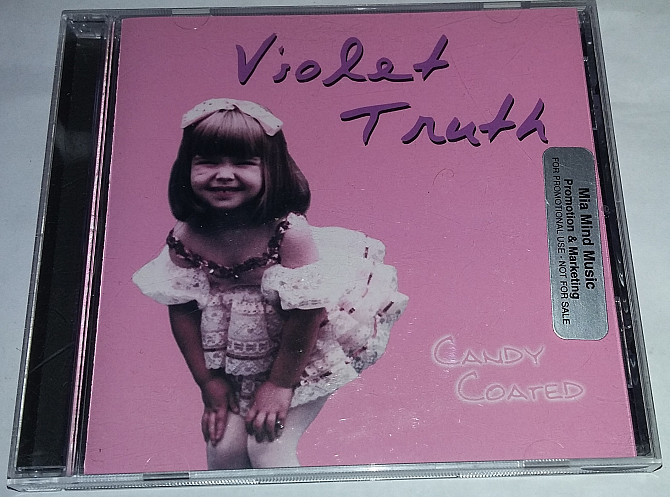 Violet
Truth
Mia Mind Music
Promotion & Marketing
FOR PROMOTIONAL USE - NOT FOR SALE
CANDY
COATED